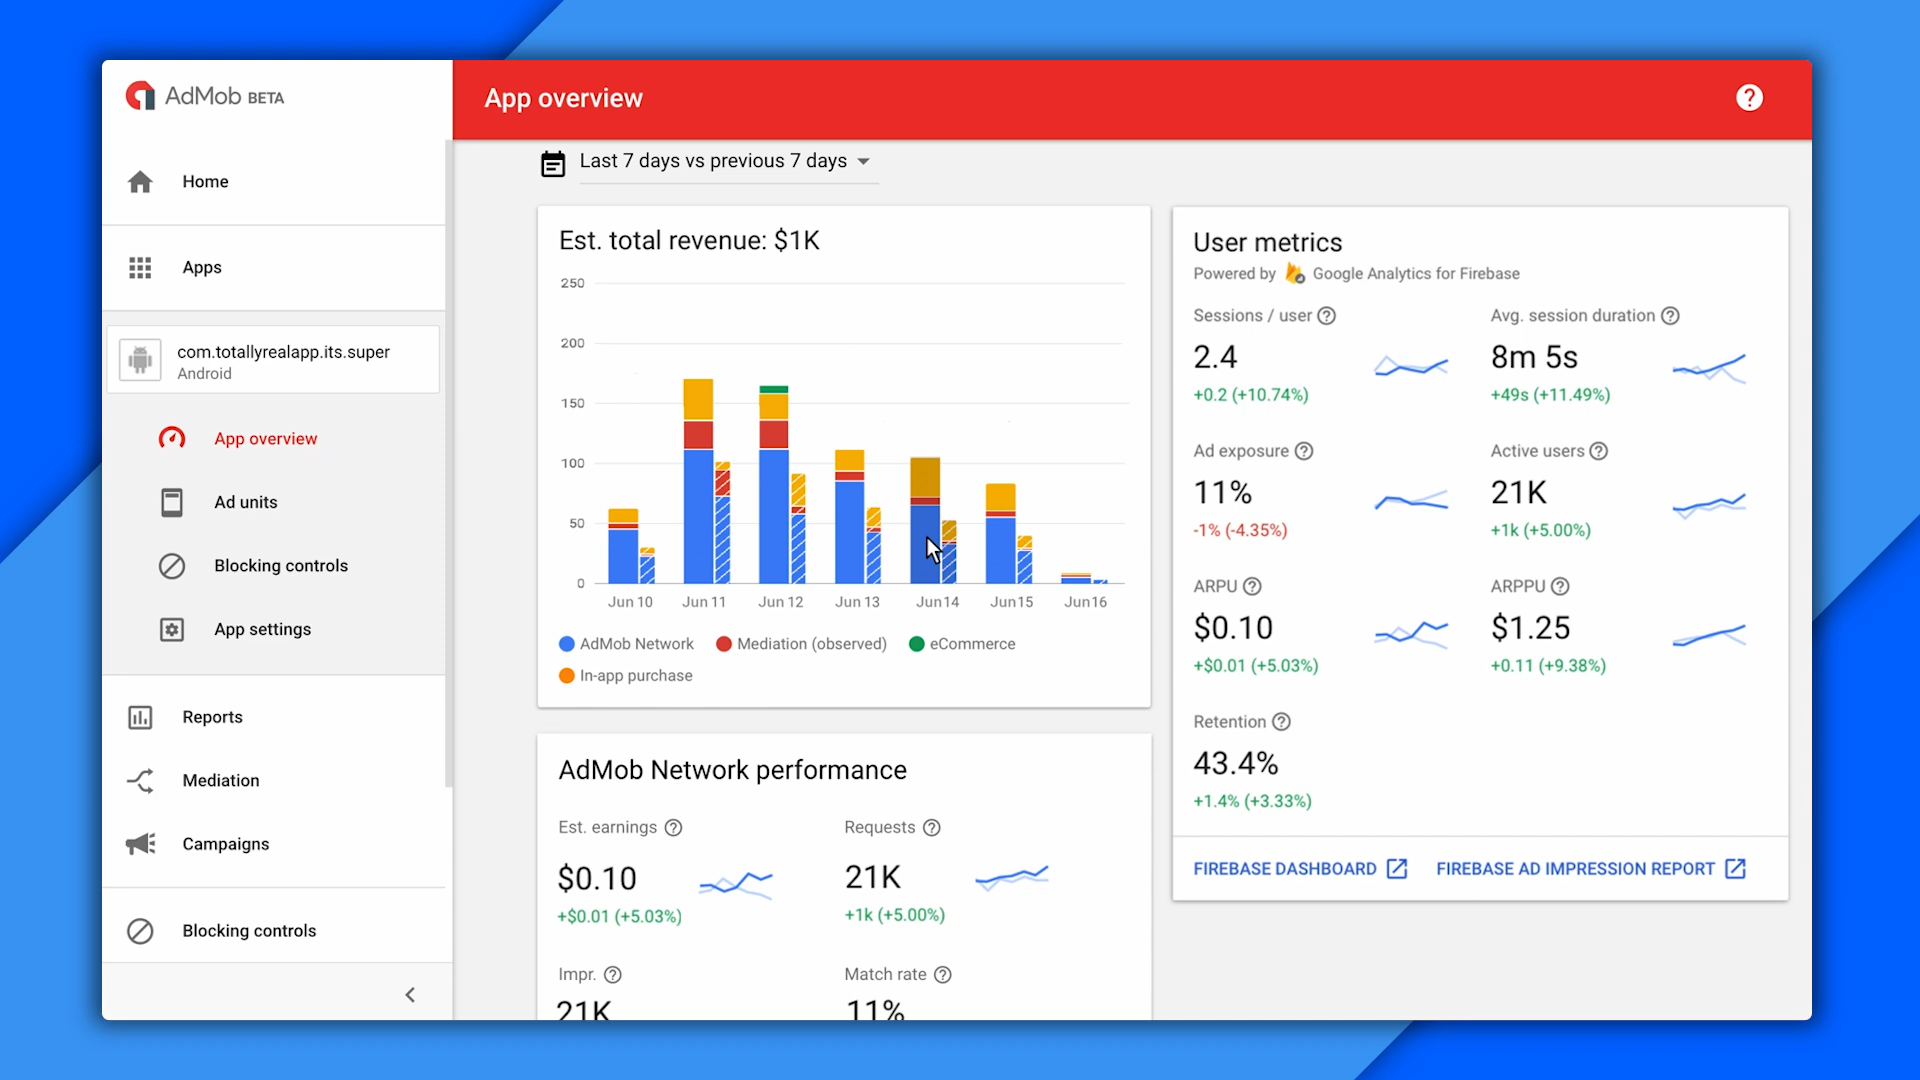 AdMob BETA
App overview
Home
Apps
com.totallyrealapp.its.super
Android
App overview
Ad units
Blocking controls
App settings
Reports
Mediation
Campaigns
Blocking controls
Last 7 days vs previous 7 days
Est. total revenue: $1K
250
200
150
100
50
0
Jun 10 Jun 11 Jun 12 Jun 13 Jun14 Jun15 Jun16
AdMob Network Mediation (observed) eCommerce
In-app purchase
AdMob Network performance
Est. earnings Requests
$0.10 21K
+$0.01 (+5.03%) +1k (+5.00%)
Impr. Match rate
21K 11%
User metrics
Powered by Google Analytics for Firebase
Sessions / user Avg. session duration
2.4 8m 5s
+0.2 (+10.74%) +49s (+11.49%)
Ad exposure Active users
11% 21K
-1% (-4.35%) +1k (+5.00%)
ARPU ARPPU
$0.10 $1.25
+$0.01 (+5.03%) +0.11 (+9.38%)
Retention
43.4%
+1.4% (+3.33%)
FIREBASE DASHBOARD FIREBASE AD IMPRESSION REPORT